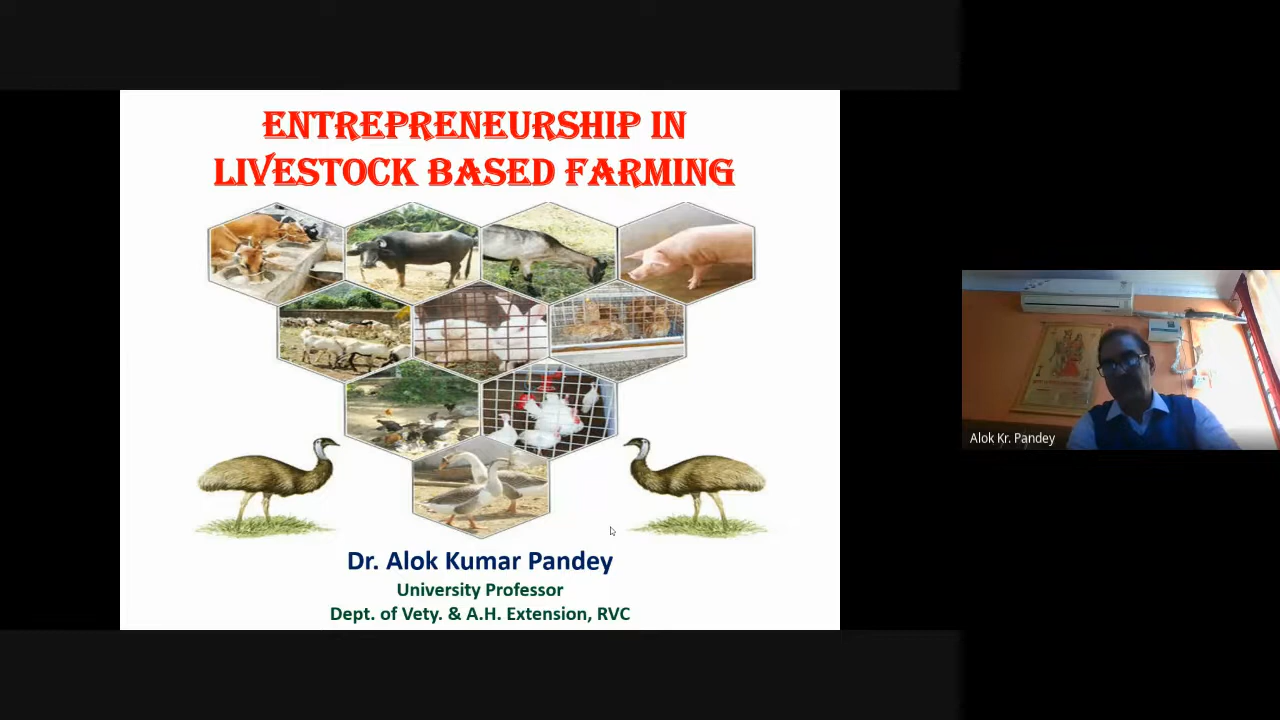 ENTREPRENEURSHIP IN
LIVESTOCK BASED FARMING
Dr. Alok Kumar Pandey
University Professor
Dept. of Vety. & A.H. Extension, RVC
Alok Kr. Pandey